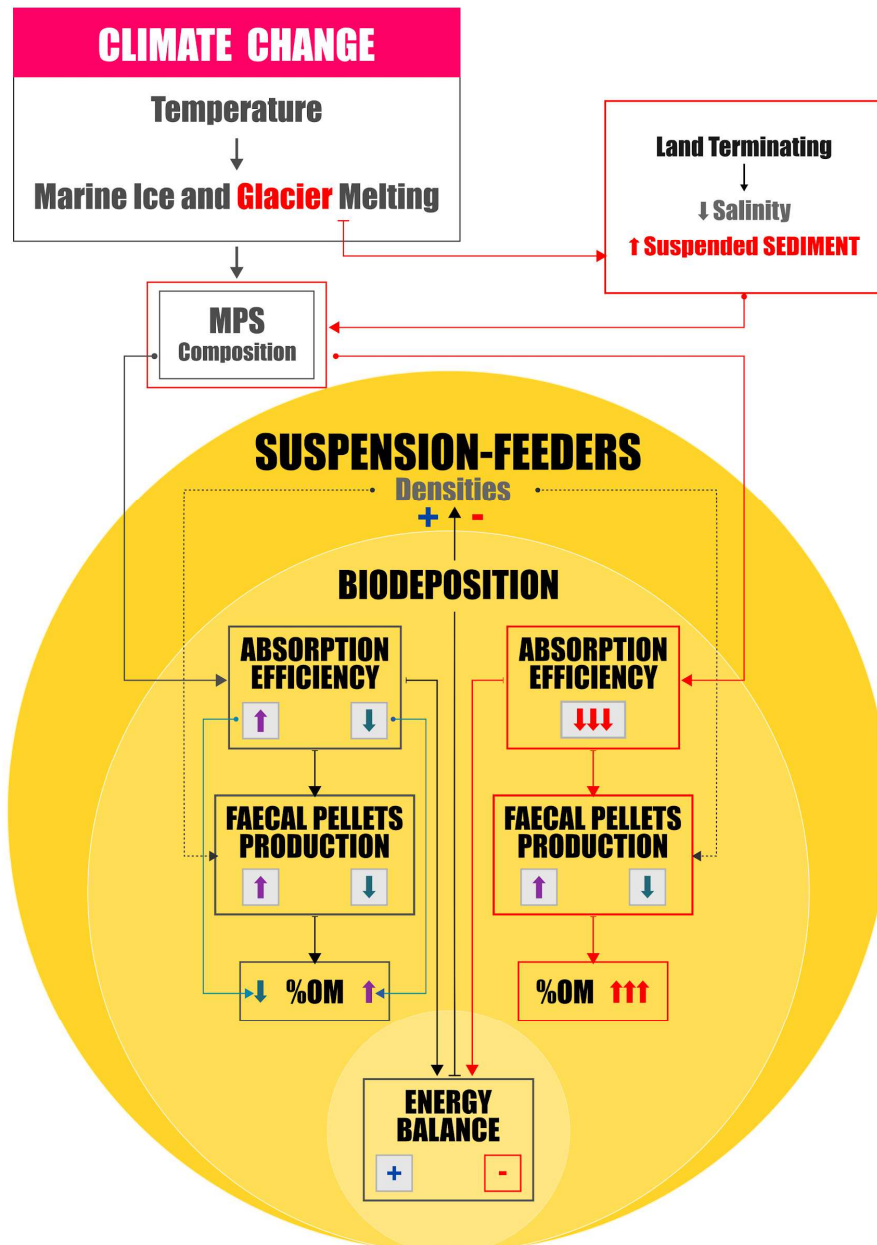 CLIMATE CHANGE
Temperature
Marine Ice and Glacier Melting
Land Terminating
↓ Salinity
↑ Suspended SEDIMENT
MPS
Composition
SUSPENSION-FEEDERS
Densities
+ -
BIODEPOSITION
ABSORPTION
EFFICIENCY
↑ ↓
FAECAL PELLETS
PRODUCTION
↑ ↓
↓ %OM ↑
ABSORPTION
EFFICIENCY
↓↓↓
FAECAL PELLETS
PRODUCTION
↑ ↓
%OM ↑↑↑
ENERGY
BALANCE
+ -